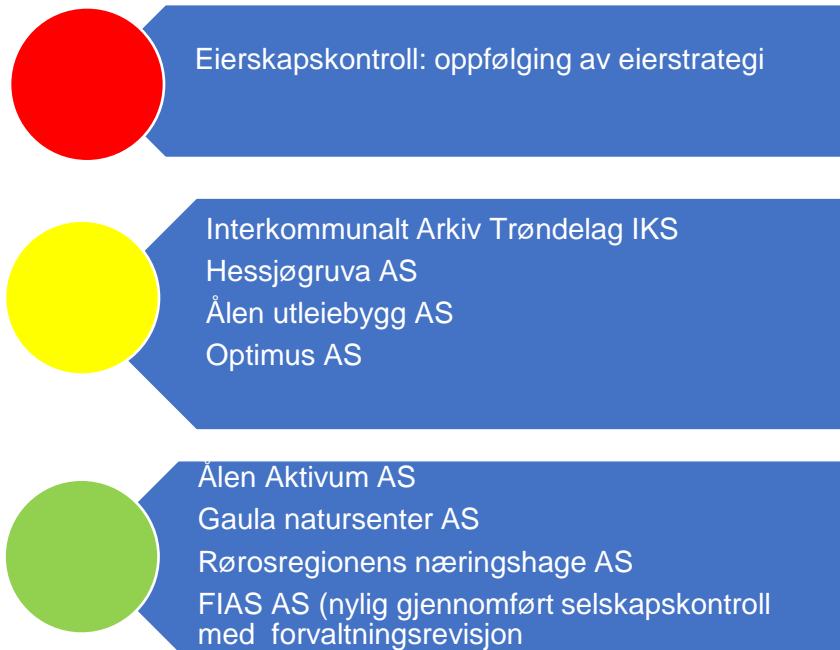 Eierskapskontroll: oppfølging av eierstrategi
Interkommunalt Arkiv Trøndelag IKS
Hessjøgruva AS
Ålen utleiebygg AS
Optimus AS
Ålen Aktivum AS
Gaula natursenter AS
Rørosregionens næringshage AS
FIAS AS (nylig gjennomført selskapskontroll
med forvaltningsrevisjon